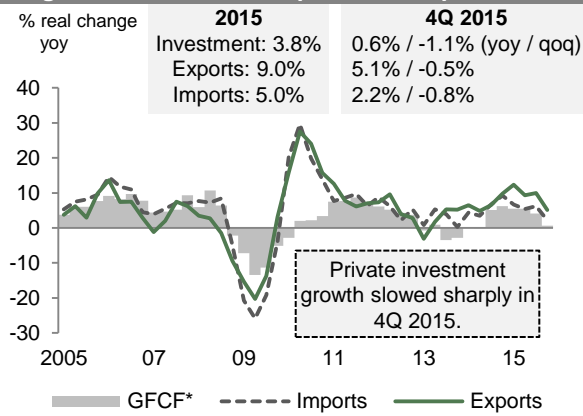 % real change
yoy
2015
Investment: 3.8%
Exports: 9.0%
Imports: 5.0%
4Q 2015
0.6% / -1.1% (yoy / qoq)
5.1% / -0.5%
2.2% / -0.8%
40
30
20
10
0
-10
-20
-30
Private investment
growth slowed sharply in
4Q 2015.
2005 07 09 11 13 15
GFCF* Imports Exports